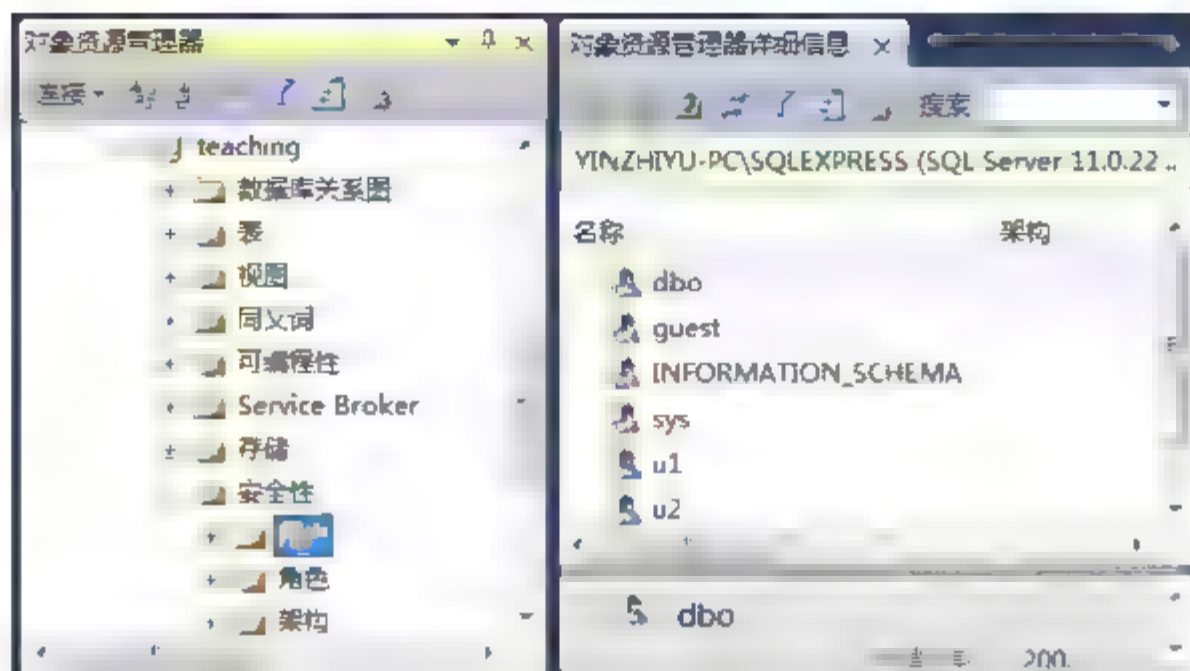 对象资源管理器
连接
teaching
数据库关系图
表
视图
同义词
可编程性
Service Broker
存储
安全性
角色
架构
对象资源管理器详细信息
搜索
YINZHIYU-PC\SQLEXPRESS (SQL Server 11.0.22
名称 架构
dbo
guest
INFORMATION_SCHEMA
sys
u1
u2
dbo